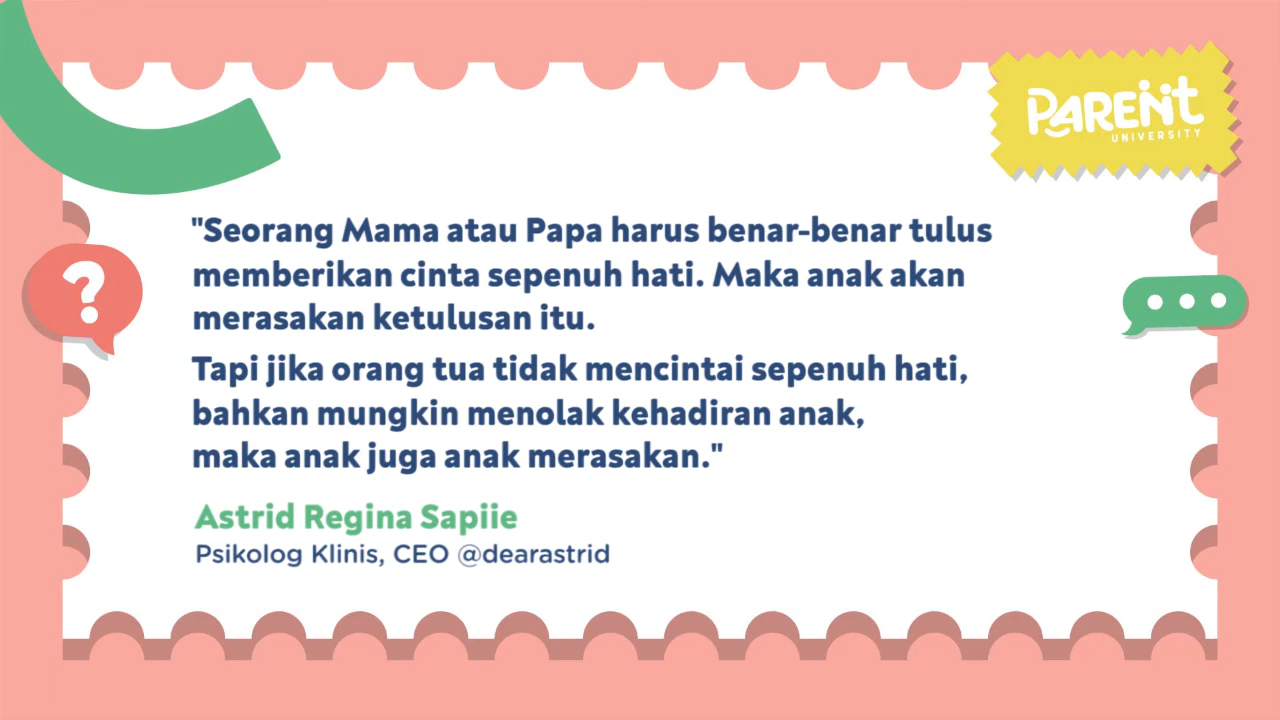 PARENT
UNIVERSITY
"Seorang Mama atau Papa harus benar-benar tulus
memberikan cinta sepenuh hati. Maka anak akan
merasakan ketulusan itu.
Tapi jika orang tua tidak mencintai sepenuh hati,
bahkan mungkin menolak kehadiran anak,
maka anak juga anak merasakan."
Astrid Regina Sapiie
Psikolog Klinis, CEO @dearastrid
?